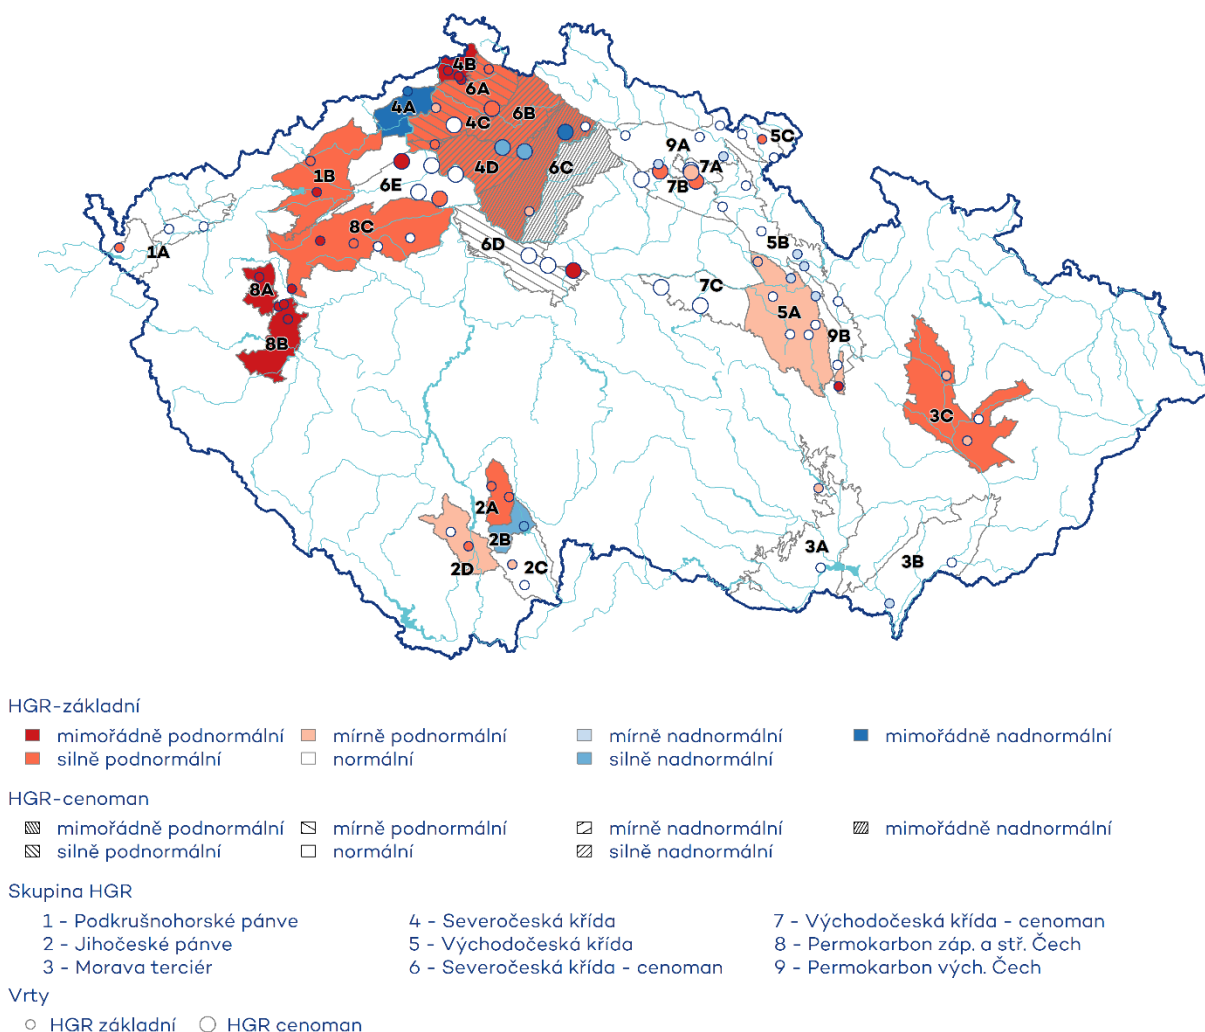 4B
6A
4A
6B
4C
5C
9A
6C
7A
4D
1B
6E
7B
8C
1A
6D
5B
7C
8A
5A
9B
8B
3C
2A
2B
3A
3B
2D
2C
HGR-základní
mimořádně podnormální mírně podnormální mírně nadnormální mimořádně nadnormální
silně podnormální normální silně nadnormální
HGR-cenoman
mimořádně podnormální mírně podnormální mírně nadnormální mimořádně nadnormální
silně podnormální normální silně nadnormální
Skupina HGR
1 - Podkrušnohorské pánve 4 - Severočeská křída 7 - Východočeská křída - cenoman
2 - Jihočeské pánve 5 - Východočeská křída 8 - Permokarbon záp. a stř. Čech
3 - Morava terciér 6 - Severočeská křída - cenoman 9 - Permokarbon vých. Čech
Vrty
HGR základní HGR cenoman